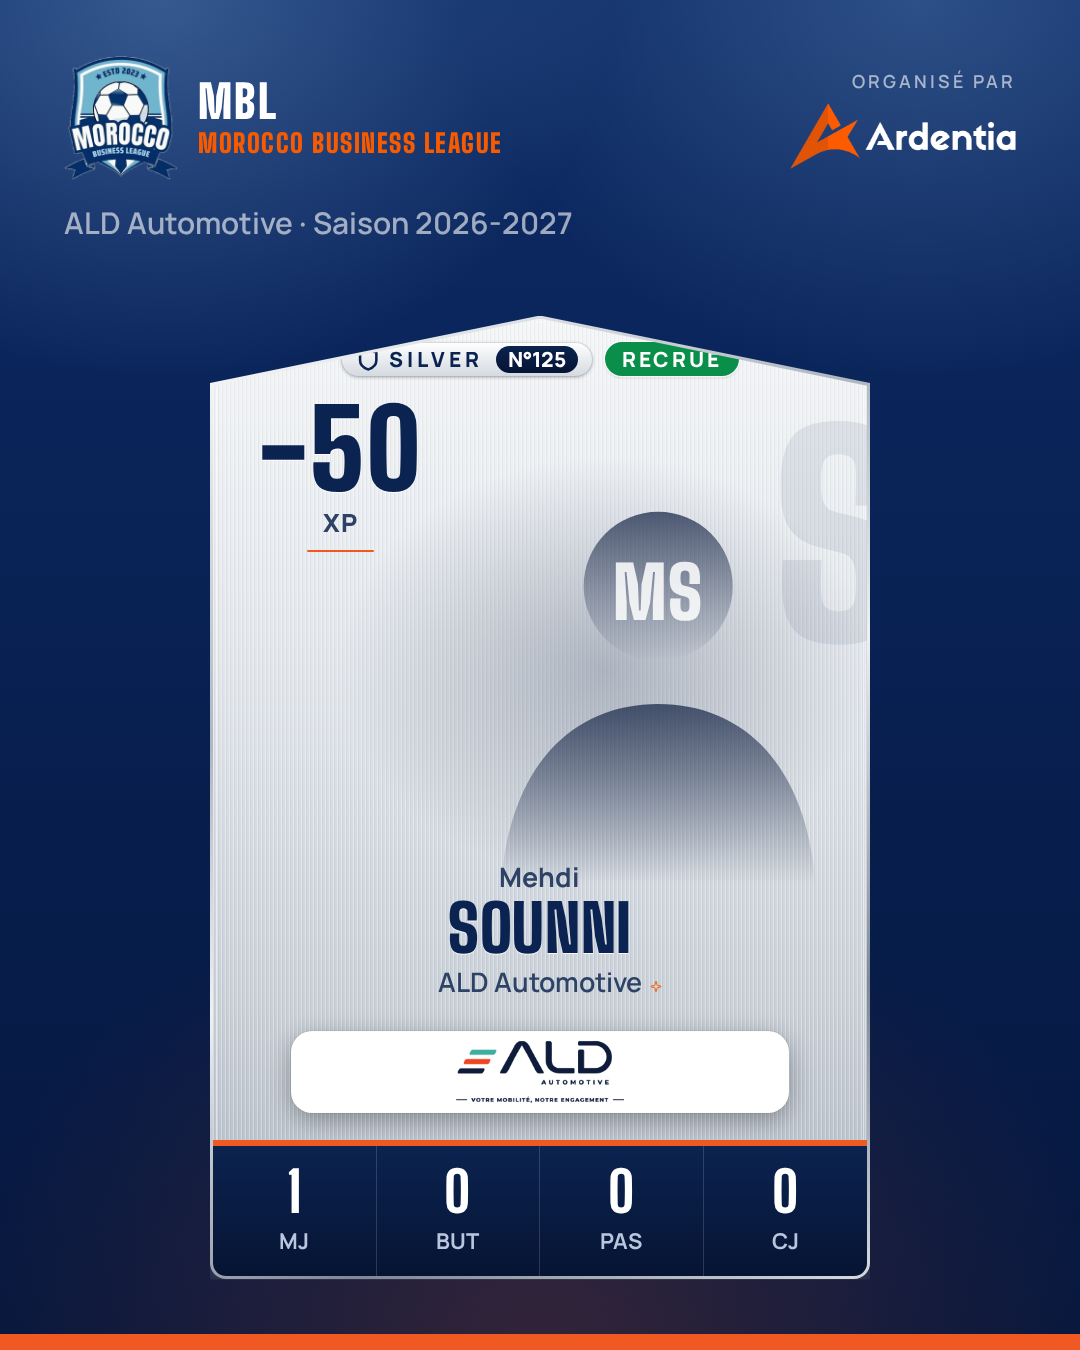 ESTD 2023
MOROCCO
BUSINESS LEAGUE
MBL
MOROCCO BUSINESS LEAGUE
ORGANISÉ PAR
Ardentia
ALD Automotive · Saison 2026-2027
SILVER N°125 RECRUE
-50
XP
S
MS
Mehdi
SOUNNI
ALD Automotive
ALD
AUTOMOTIVE
VOTRE MOBILITÉ, NOTRE ENGAGEMENT
1 0 0 0
MJ BUT PAS CJ